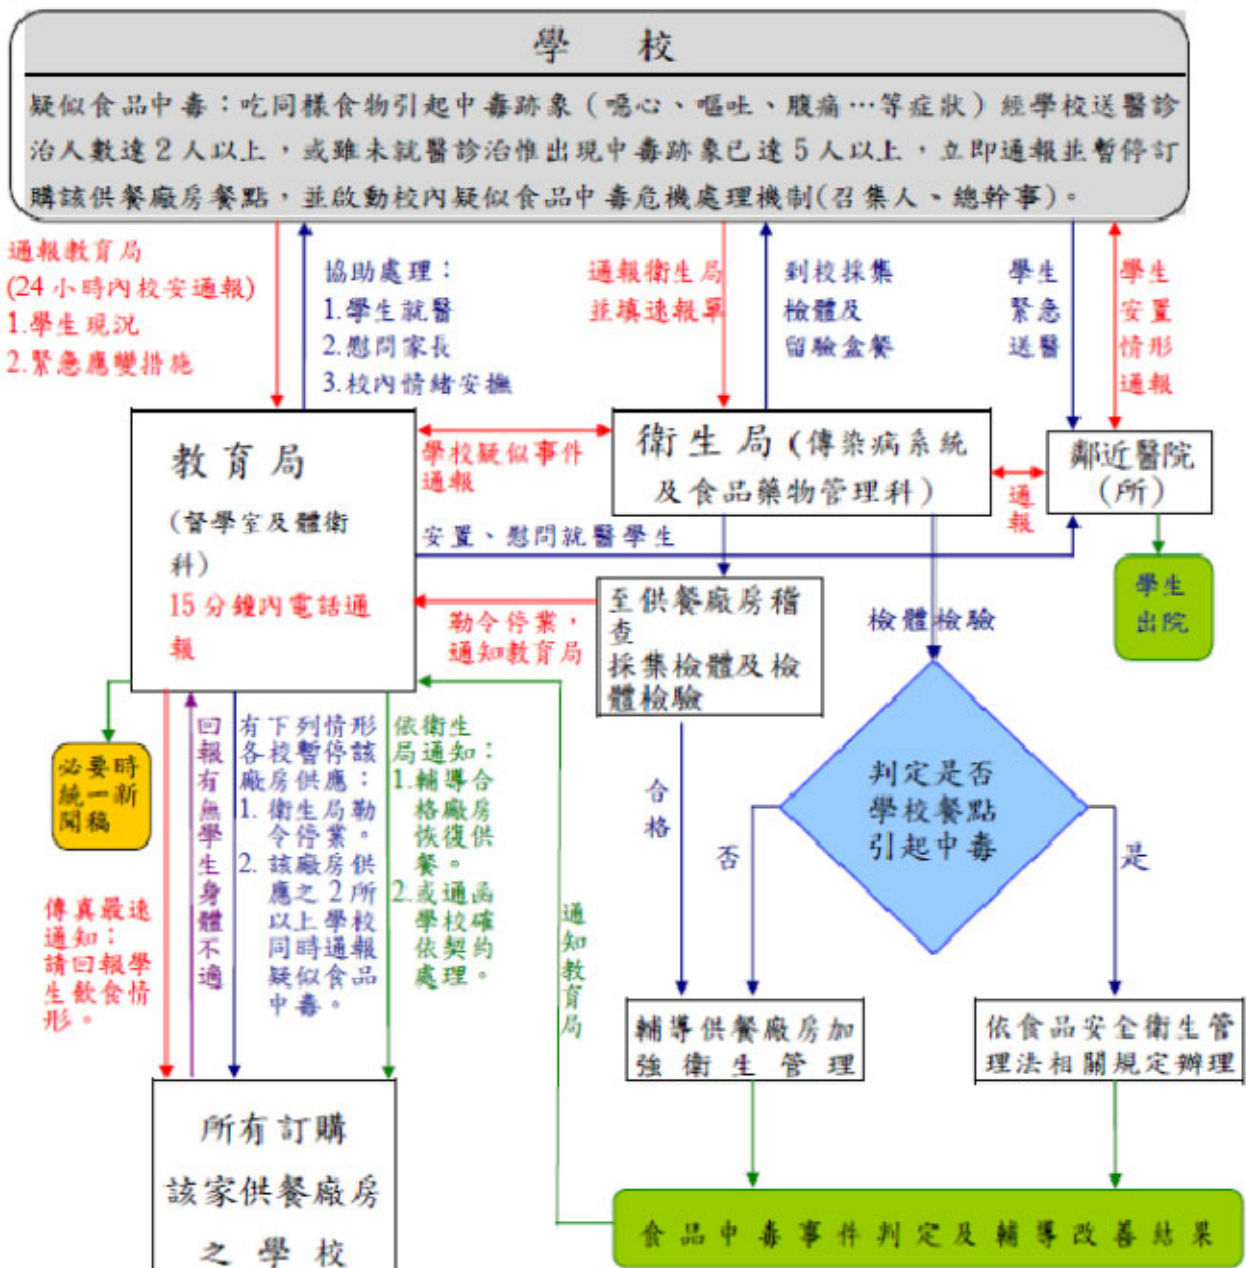 學 校
疑似食品中毒：吃同樣食物引起中毒跡象（噁心、嘔吐、腹痛…等症狀）經學校送醫診
治人數達2人以上，或雖未就醫診治惟出現中毒跡象已達5人以上，立即通報並暫停訂
購該供餐廠房餐點，並啟動校內疑似食品中毒危機處理機制(召集人、總幹事)。
通報教育局
(24小時內校安通報)
1.學生現況
2.緊急應變措施
協助處理：
1.學生就醫
2.慰問家長
3.校內情緒安撫
通報衛生局
並填速報單
到校採集
檢體及
留驗盒餐
學生
緊急
送醫
學生
安置
情形
通報
教育局
(督學室及體衛
科)
15分鐘內電話通
報
學校疑似事件
通報
衛生局(傳染病系統
及食品藥物管理科)
通
報
鄰近醫院
(所)
安置、慰問就醫學生
學生
出院
勒令停業，
通知教育局
至供餐廠房稽
查
採集檢體及檢
體檢驗
檢體檢驗
必要時
統一新
聞稿
傳真最速
通知：
請回報學
生飲食情
形。
回報有無學生身體不適
有下列情形
各校暫停該
廠房供應：
1. 衛生局勒
令停業。
2. 該廠房供
應之2所
以上學校
同時通報
疑似食品
中毒。
依衛生
局通知：
1.輔導合
格廠房
恢復供
餐。
2.或通函
學校確
依契約
處理。
通知教育局
合格
判定是否
學校餐點
引起中毒
否
是
輔導供餐廠房加
強衛生管理
依食品安全衛生管
理法相關規定辦理
所有訂購
該家供餐廠房
之學校
食品中毒事件判定及輔導改善結果